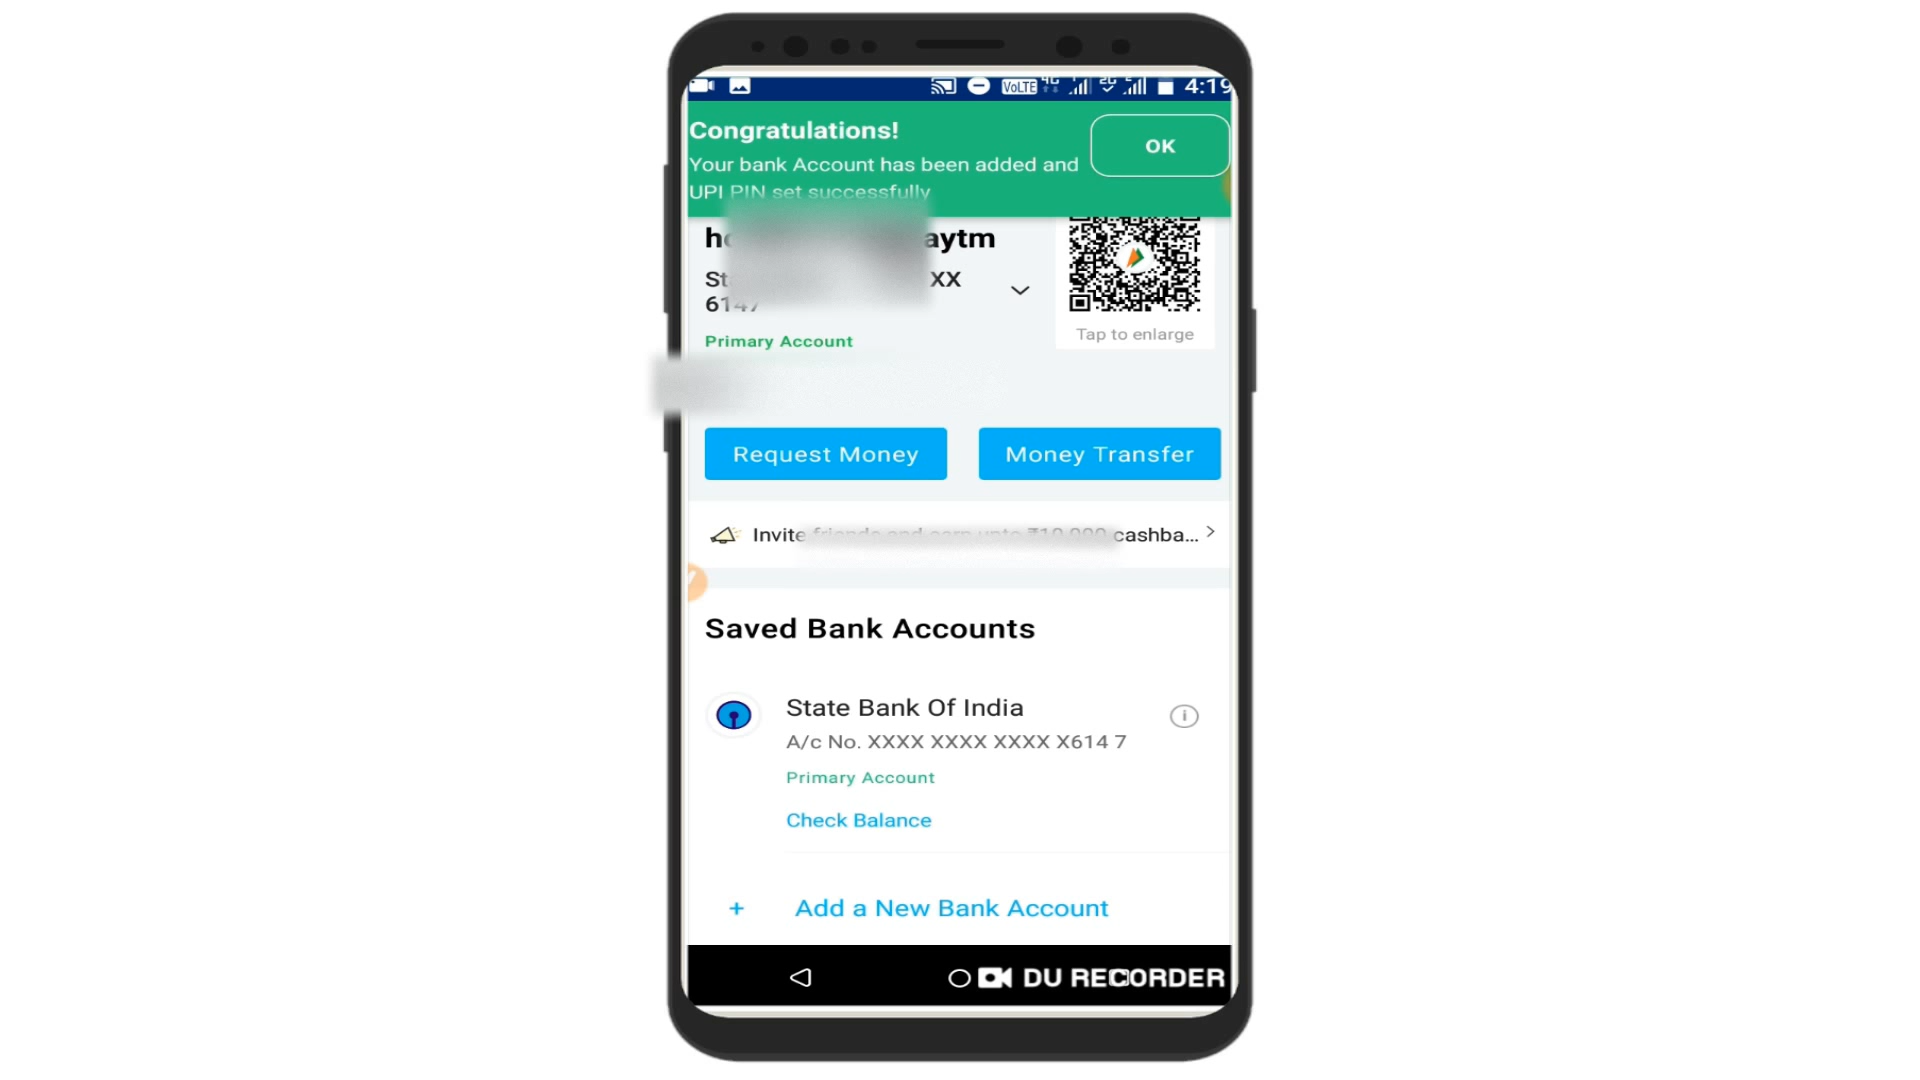 VoLTE 4G 2G 4:19
Congratulations!
OK
Your bank Account has been added and
UPI PIN set successfully
aytm
XX
6147
Tap to enlarge
Primary Account
Request Money
Money Transfer
Invite friends and earn upto ₹10,000 cashba...
Saved Bank Accounts
State Bank Of India
A/c No. XXXX XXXX XXXX X614 7
Primary Account
Check Balance
+ Add a New Bank Account
DU RECORDER